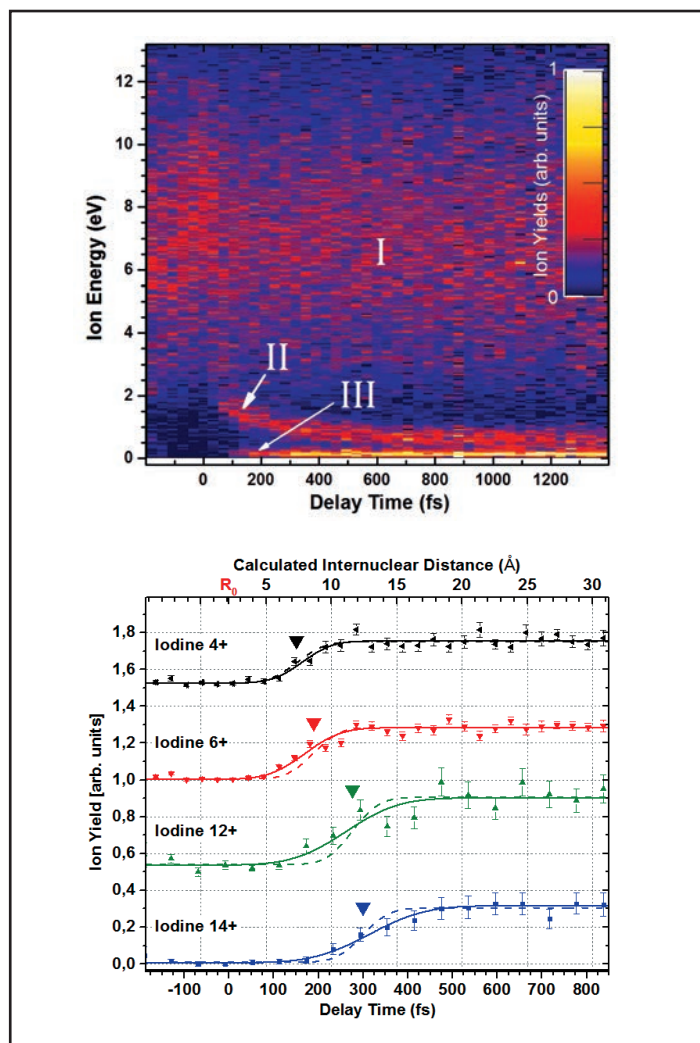 12
10
8
6
4
2
0
Ion Energy (eV)
I
II
III
1
0
Ion Yields (arb. units)
0 200 400 600 800 1000 1200
Delay Time (fs)
Calculated Internuclear Distance (Å)
R0 5 10 15 20 25 30
1,8
1,6
1,4
1,2
1,0
0,8
0,6
0,4
0,2
0,0
Ion Yield [arb. units]
Iodine 4+
Iodine 6+
Iodine 12+
Iodine 14+
-100 0 100 200 300 400 500 600 700 800
Delay Time (fs)